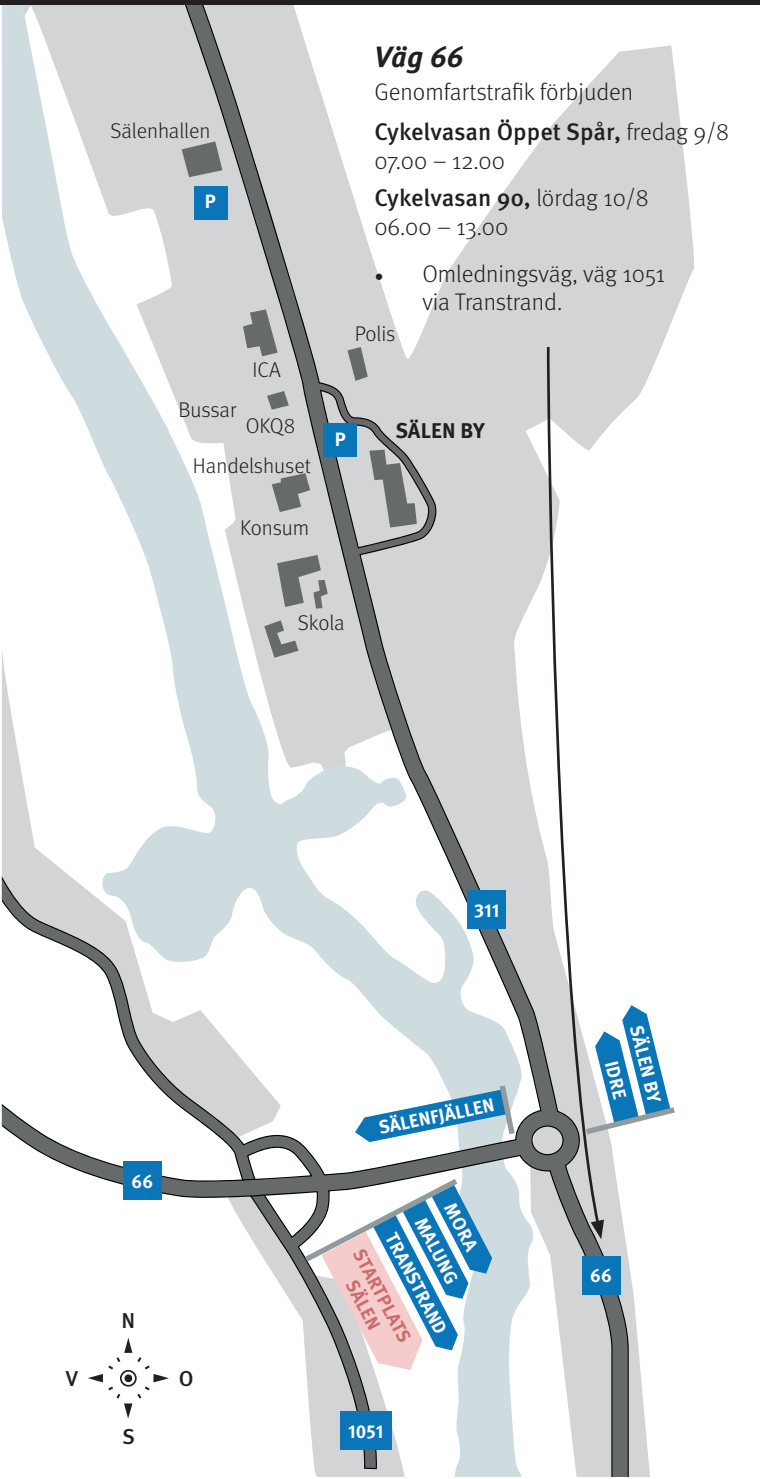 Väg 66
Genomfartstrafik förbjuden
Cykelvasan Öppet Spår, fredag 9/8
07.00 – 12.00
Cykelvasan 90, lördag 10/8
06.00 – 13.00
• Omledningsväg, väg 1051
via Transtrand.
Sälenhallen
P
Polis
ICA
Bussar
OKQ8
P
SÄLEN BY
Handelshuset
Konsum
Skola
311
SÄLEN BY
IDRE
SÄLENFJÄLLEN
66
MORA
MALUNG
TRANSTRAND
STARTPLATS
SÄLEN
66
N
V
O
S
1051